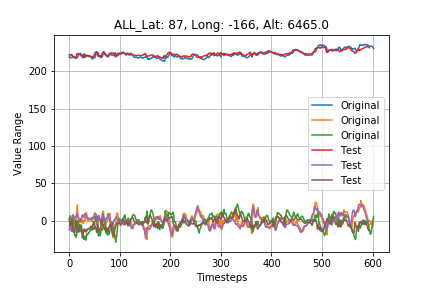 ALL_Lat: 87, Long: -166, Alt: 6465.0
Value Range
200
150
100
50
0
Original
Original
Original
Test
Test
Test
0 100 200 300 400 500 600
Timesteps